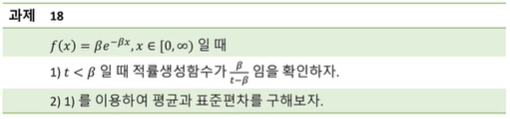 과제 18
f(x) = βe^{-βx}, x ∈ [0, ∞) 일 때
1) t < β 일 때 적률생성함수가 \frac{β}{t-β} 임을 확인하자.
2) 1) 를 이용하여 평균과 표준편차를 구해보자.